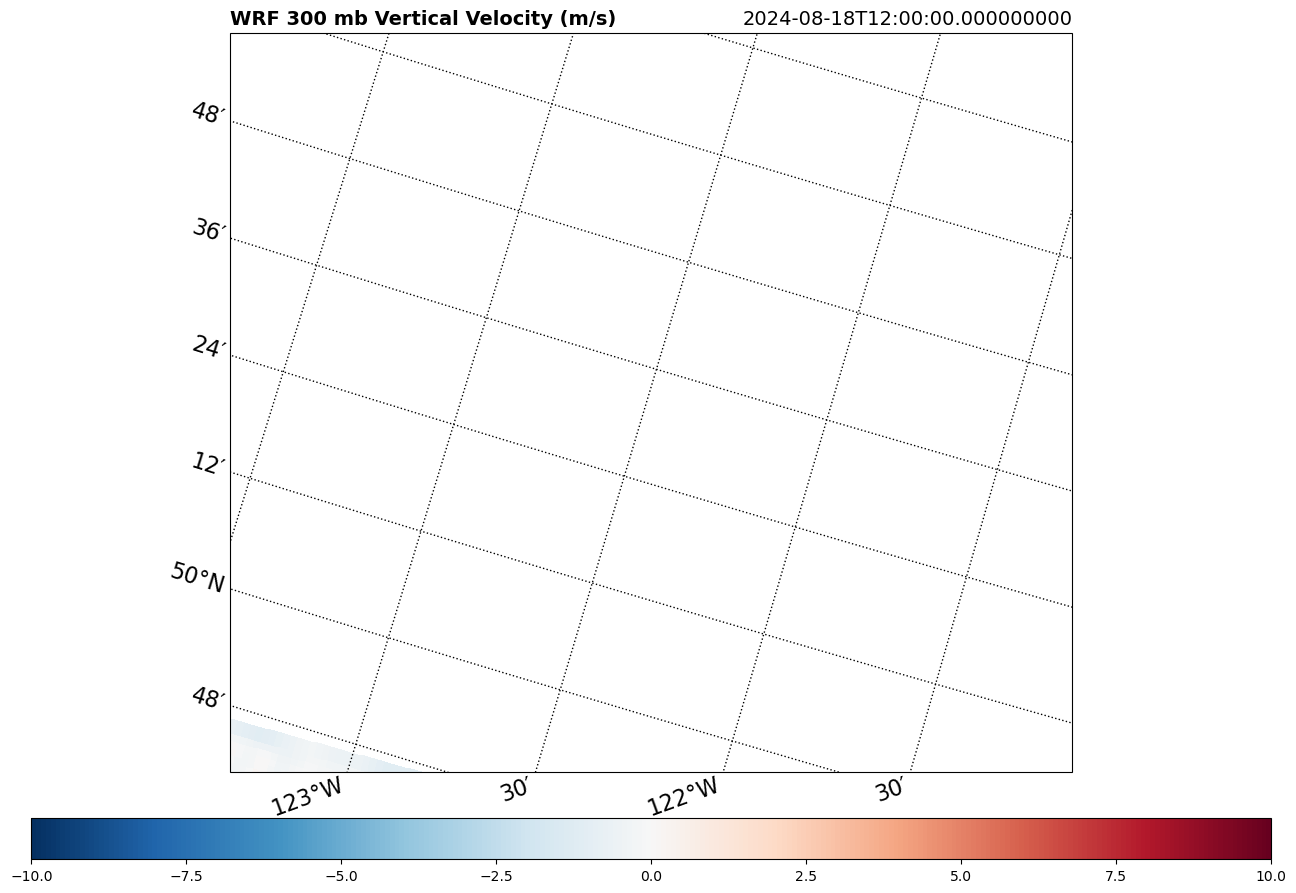 WRF 300 mb Vertical Velocity (m/s) 2024-08-18T12:00:00.000000000
48′
36′
24′
12′
50°N
48′
123°W 30′ 122°W 30′
−10.0 −7.5 −5.0 −2.5 0.0 2.5 5.0 7.5 10.0